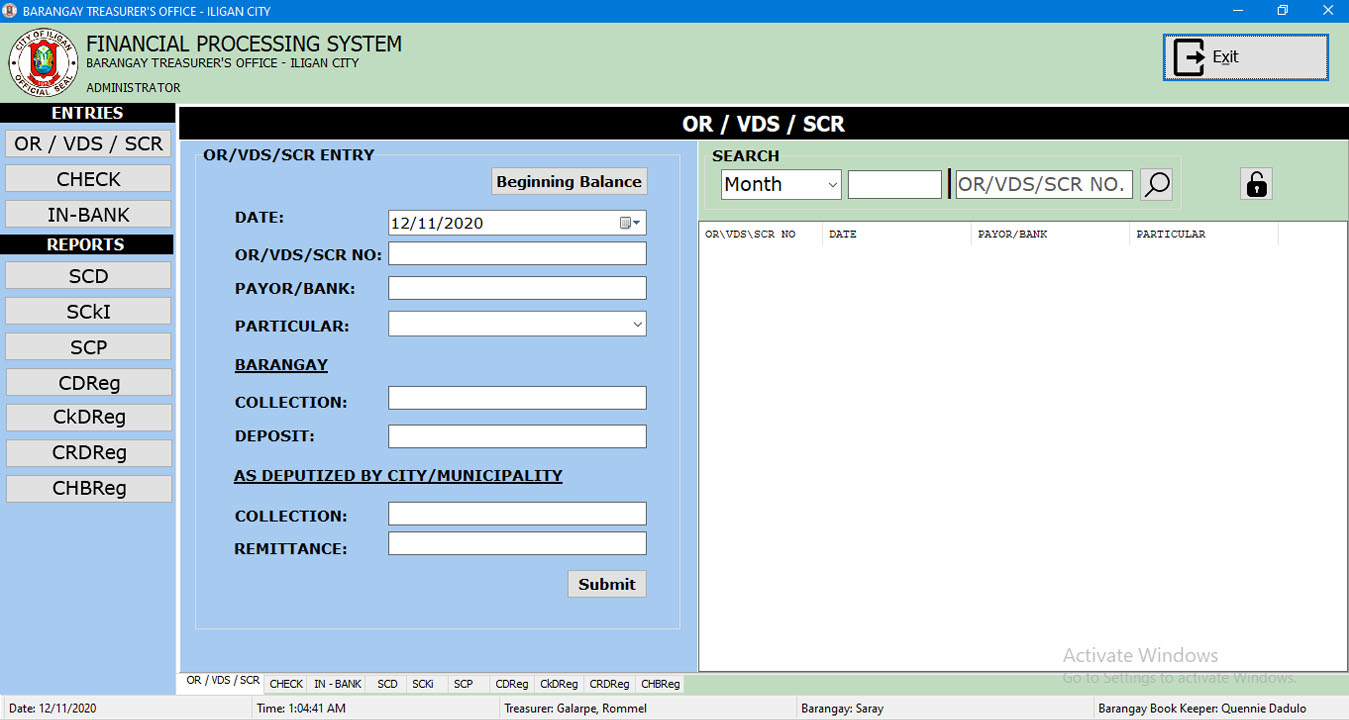 BARANGAY TREASURER'S OFFICE - ILIGAN CITY
CITY OF ILIGAN
OFFICIAL SEAL
FINANCIAL PROCESSING SYSTEM
BARANGAY TREASURER'S OFFICE - ILIGAN CITY
ADMINISTRATOR
Exit
ENTRIES
OR / VDS / SCR
CHECK
IN-BANK
REPORTS
SCD
SCkI
SCP
CDReg
CkDReg
CRDReg
CHBReg
OR / VDS / SCR
OR/VDS/SCR ENTRY
Beginning Balance
DATE: 12/11/2020
OR/VDS/SCR NO:
PAYOR/BANK:
PARTICULAR:
BARANGAY
COLLECTION:
DEPOSIT:
AS DEPUTIZED BY CITY/MUNICIPALITY
COLLECTION:
REMITTANCE:
Submit
SEARCH
Month OR/VDS/SCR NO.
OR\VDS\SCR NO DATE PAYOR/BANK PARTICULAR
Activate Windows
Go to Settings to activate Windows.
OR / VDS / SCR CHECK IN - BANK SCD SCKi SCP CDReg CkDReg CRDReg CHBReg
Date: 12/11/2020 Time: 1:04:41 AM Treasurer: Galarpe, Rommel Barangay: Saray Barangay Book Keeper: Quennie Dadulo